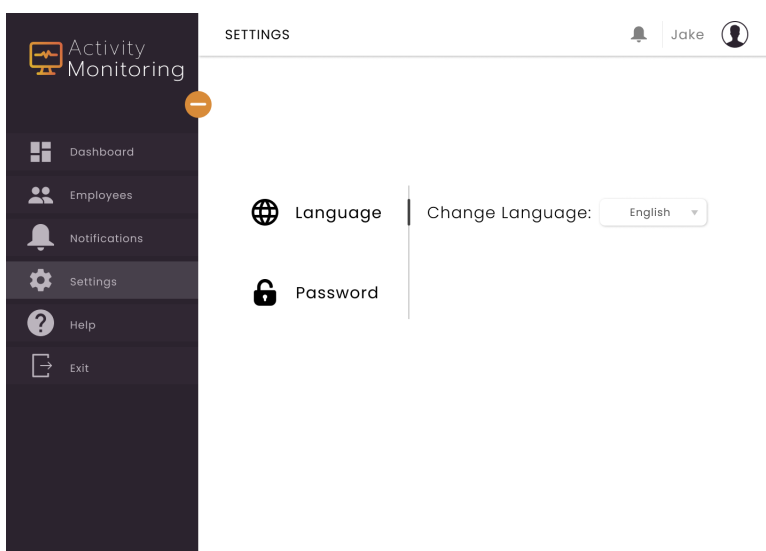 Activity
Monitoring
SETTINGS
Jake
Dashboard
Employees
Notifications
Settings
Help
Exit
Language
Change Language:
English
Password